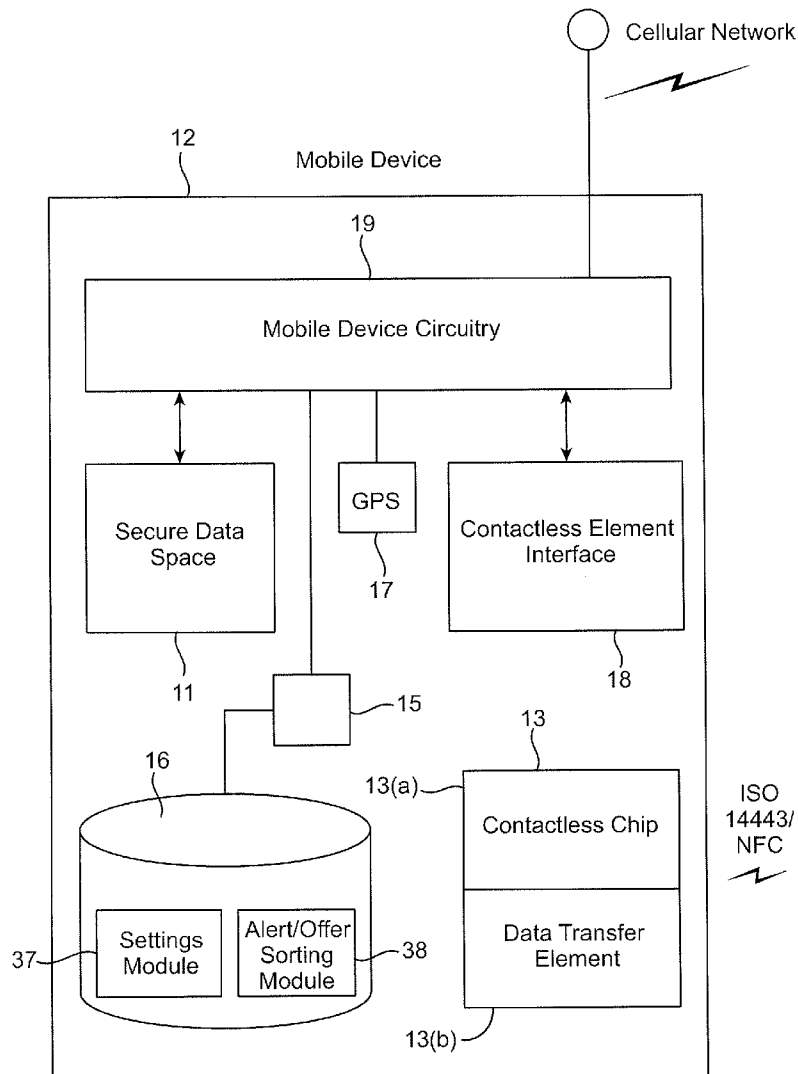 Cellular Network
12
Mobile Device
19
Mobile Device Circuitry
Secure Data
Space
GPS
Contactless Element
Interface
17
11
18
15
16
13
13(a)
Contactless Chip
ISO
14443/
NFC
Settings
Module
Alert/Offer
Sorting
Module
37
38
Data Transfer
Element
13(b)